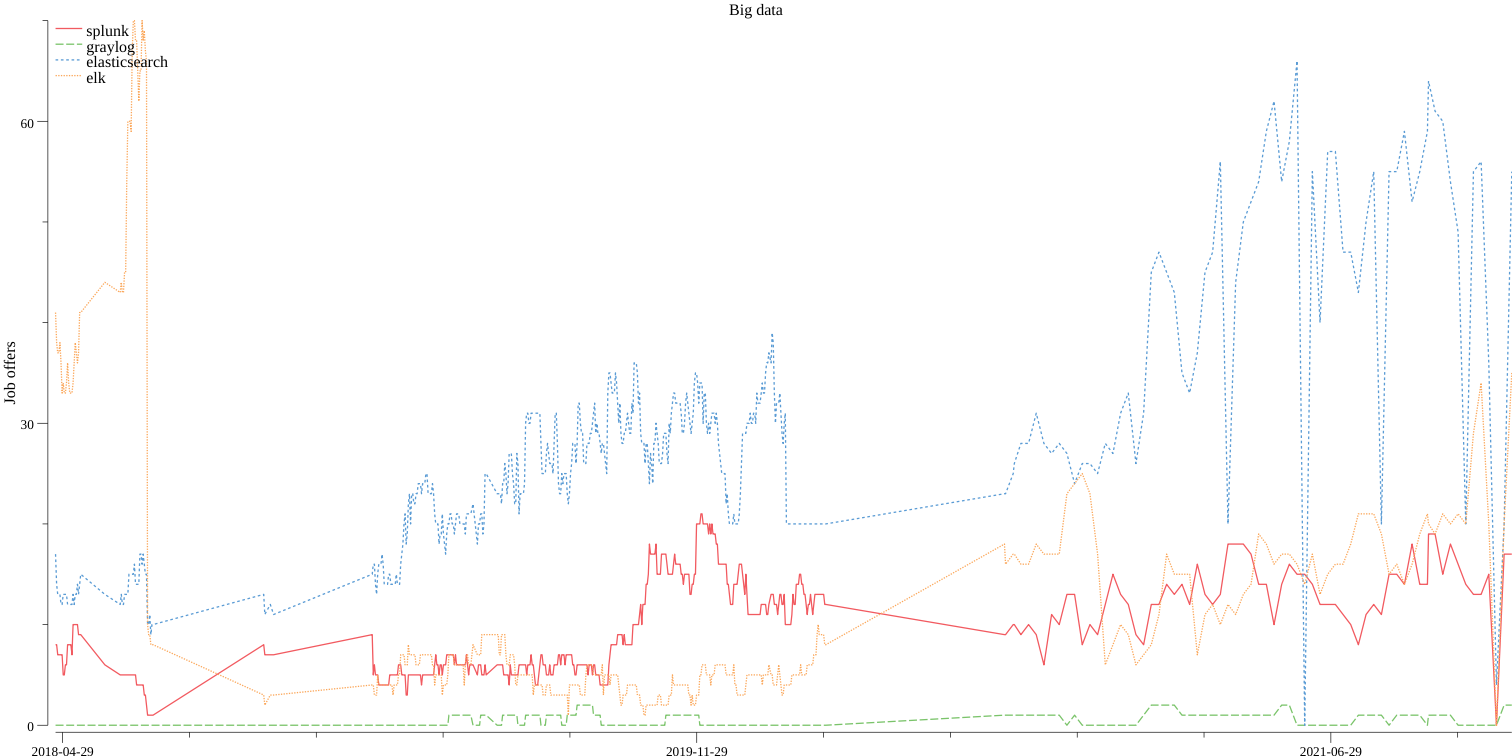 Big data
splunk
graylog
elasticsearch
elk
60
Job offers
30
0
2018-04-29
2019-11-29
2021-06-29